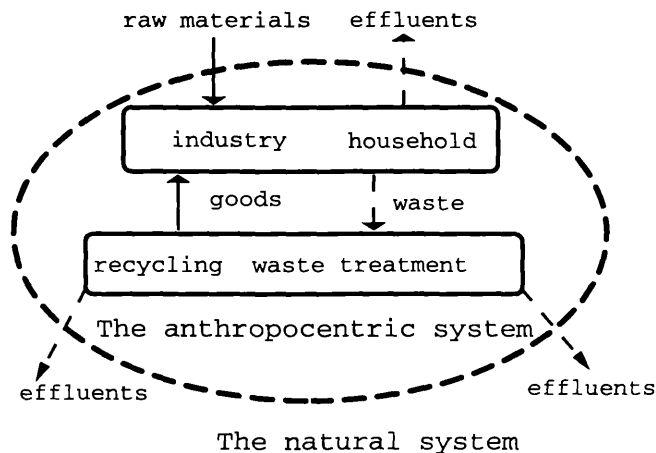 raw materials effluents
industry household
goods waste
recycling waste treatment
The anthropocentric system
effluents effluents
The natural system